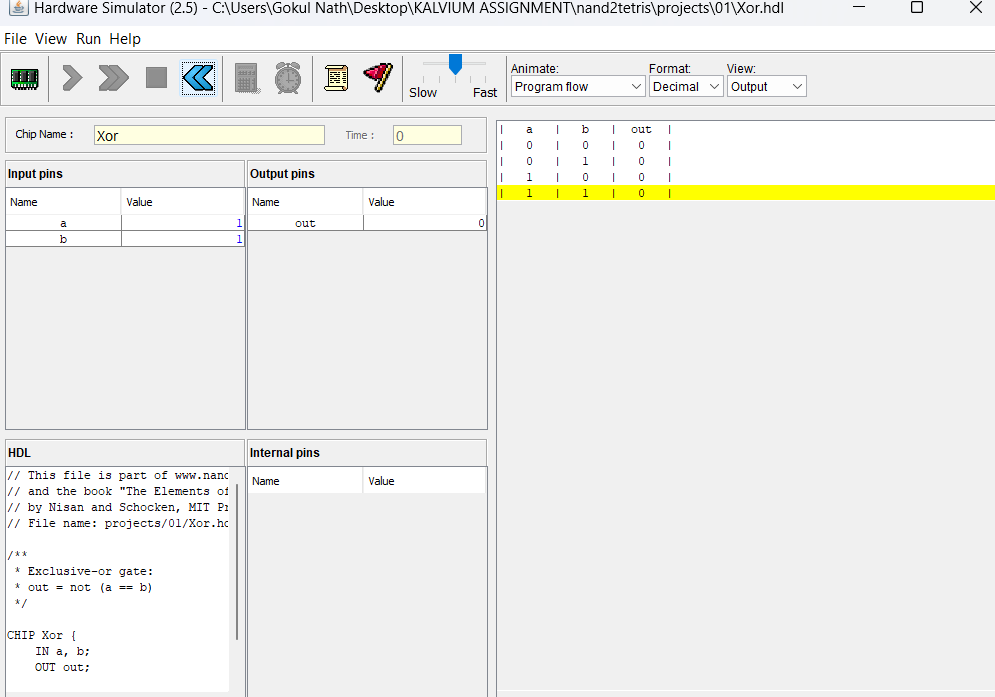 Hardware Simulator (2.5) - C:\Users\Gokul Nath\Desktop\KALVIUM ASSIGNMENT\nand2tetris\projects\01\Xor.hdl
File View Run Help
Slow Fast
Animate: Format: View:
Program flow Decimal Output
Chip Name : Xor Time : 0
Input pins
Name Value
a 1
b 1
Output pins
Name Value
out 0
HDL
// This file is part of www.nand
// and the book "The Elements of
// by Nisan and Schocken, MIT Pr
// File name: projects/01/Xor.hd
/**
* Exclusive-or gate:
* out = not (a == b)
*/
CHIP Xor {
IN a, b;
OUT out;
Internal pins
Name Value
| a | b | out |
| 0 | 0 | 0 |
| 0 | 1 | 0 |
| 1 | 0 | 0 |
| 1 | 1 | 0 |